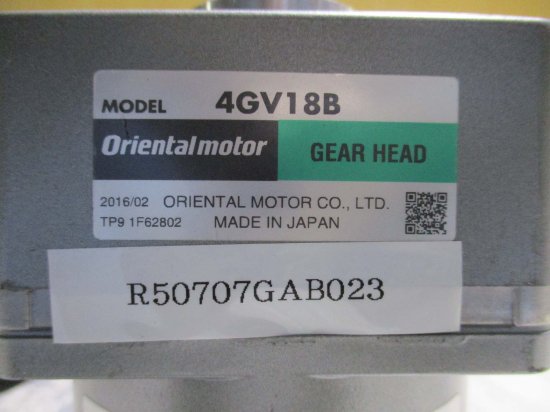 MODEL 4GV18B
Orientalmotor GEAR HEAD
2016/02 ORIENTAL MOTOR CO., LTD.
TP9 1F62802 MADE IN JAPAN
R50707GAB023